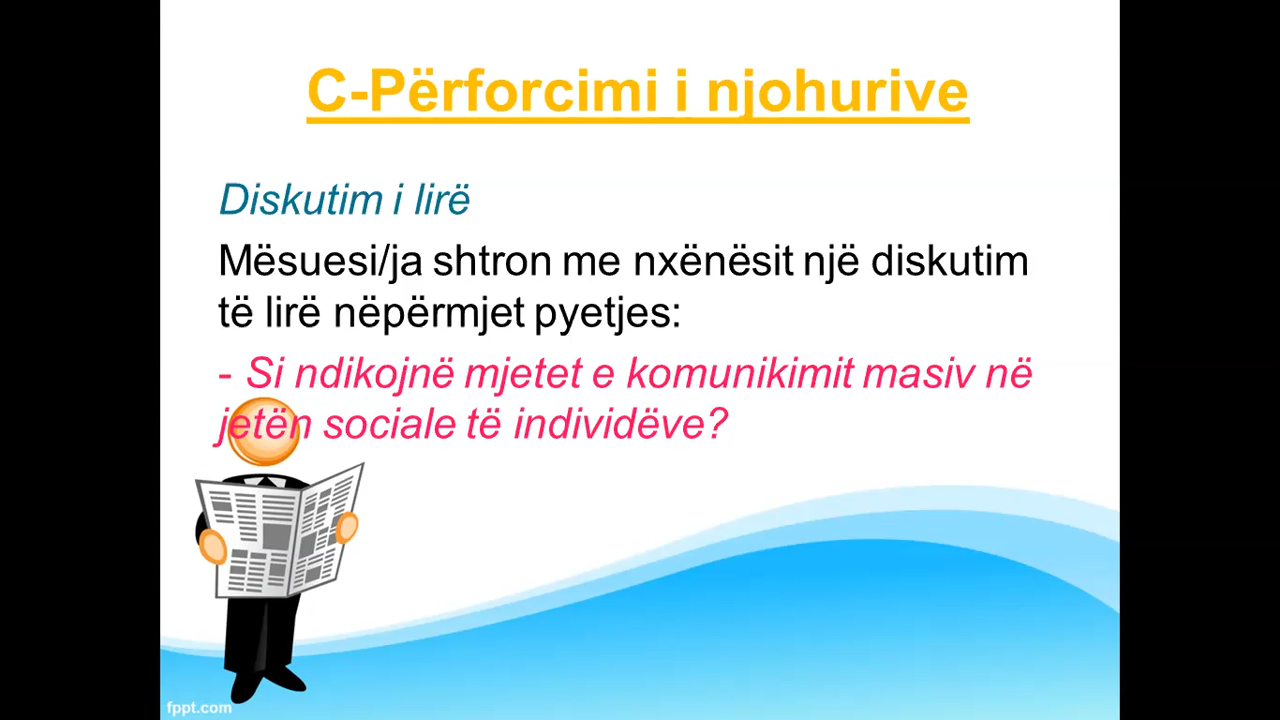 C-Përforcimi i njohurive
Diskutim i lirë
Mësuesi/ja shtron me nxënësit një diskutim
të lirë nëpërmjet pyetjes:
- Si ndikojnë mjetet e komunikimit masiv në
jetën sociale të individëve?
fppt.com